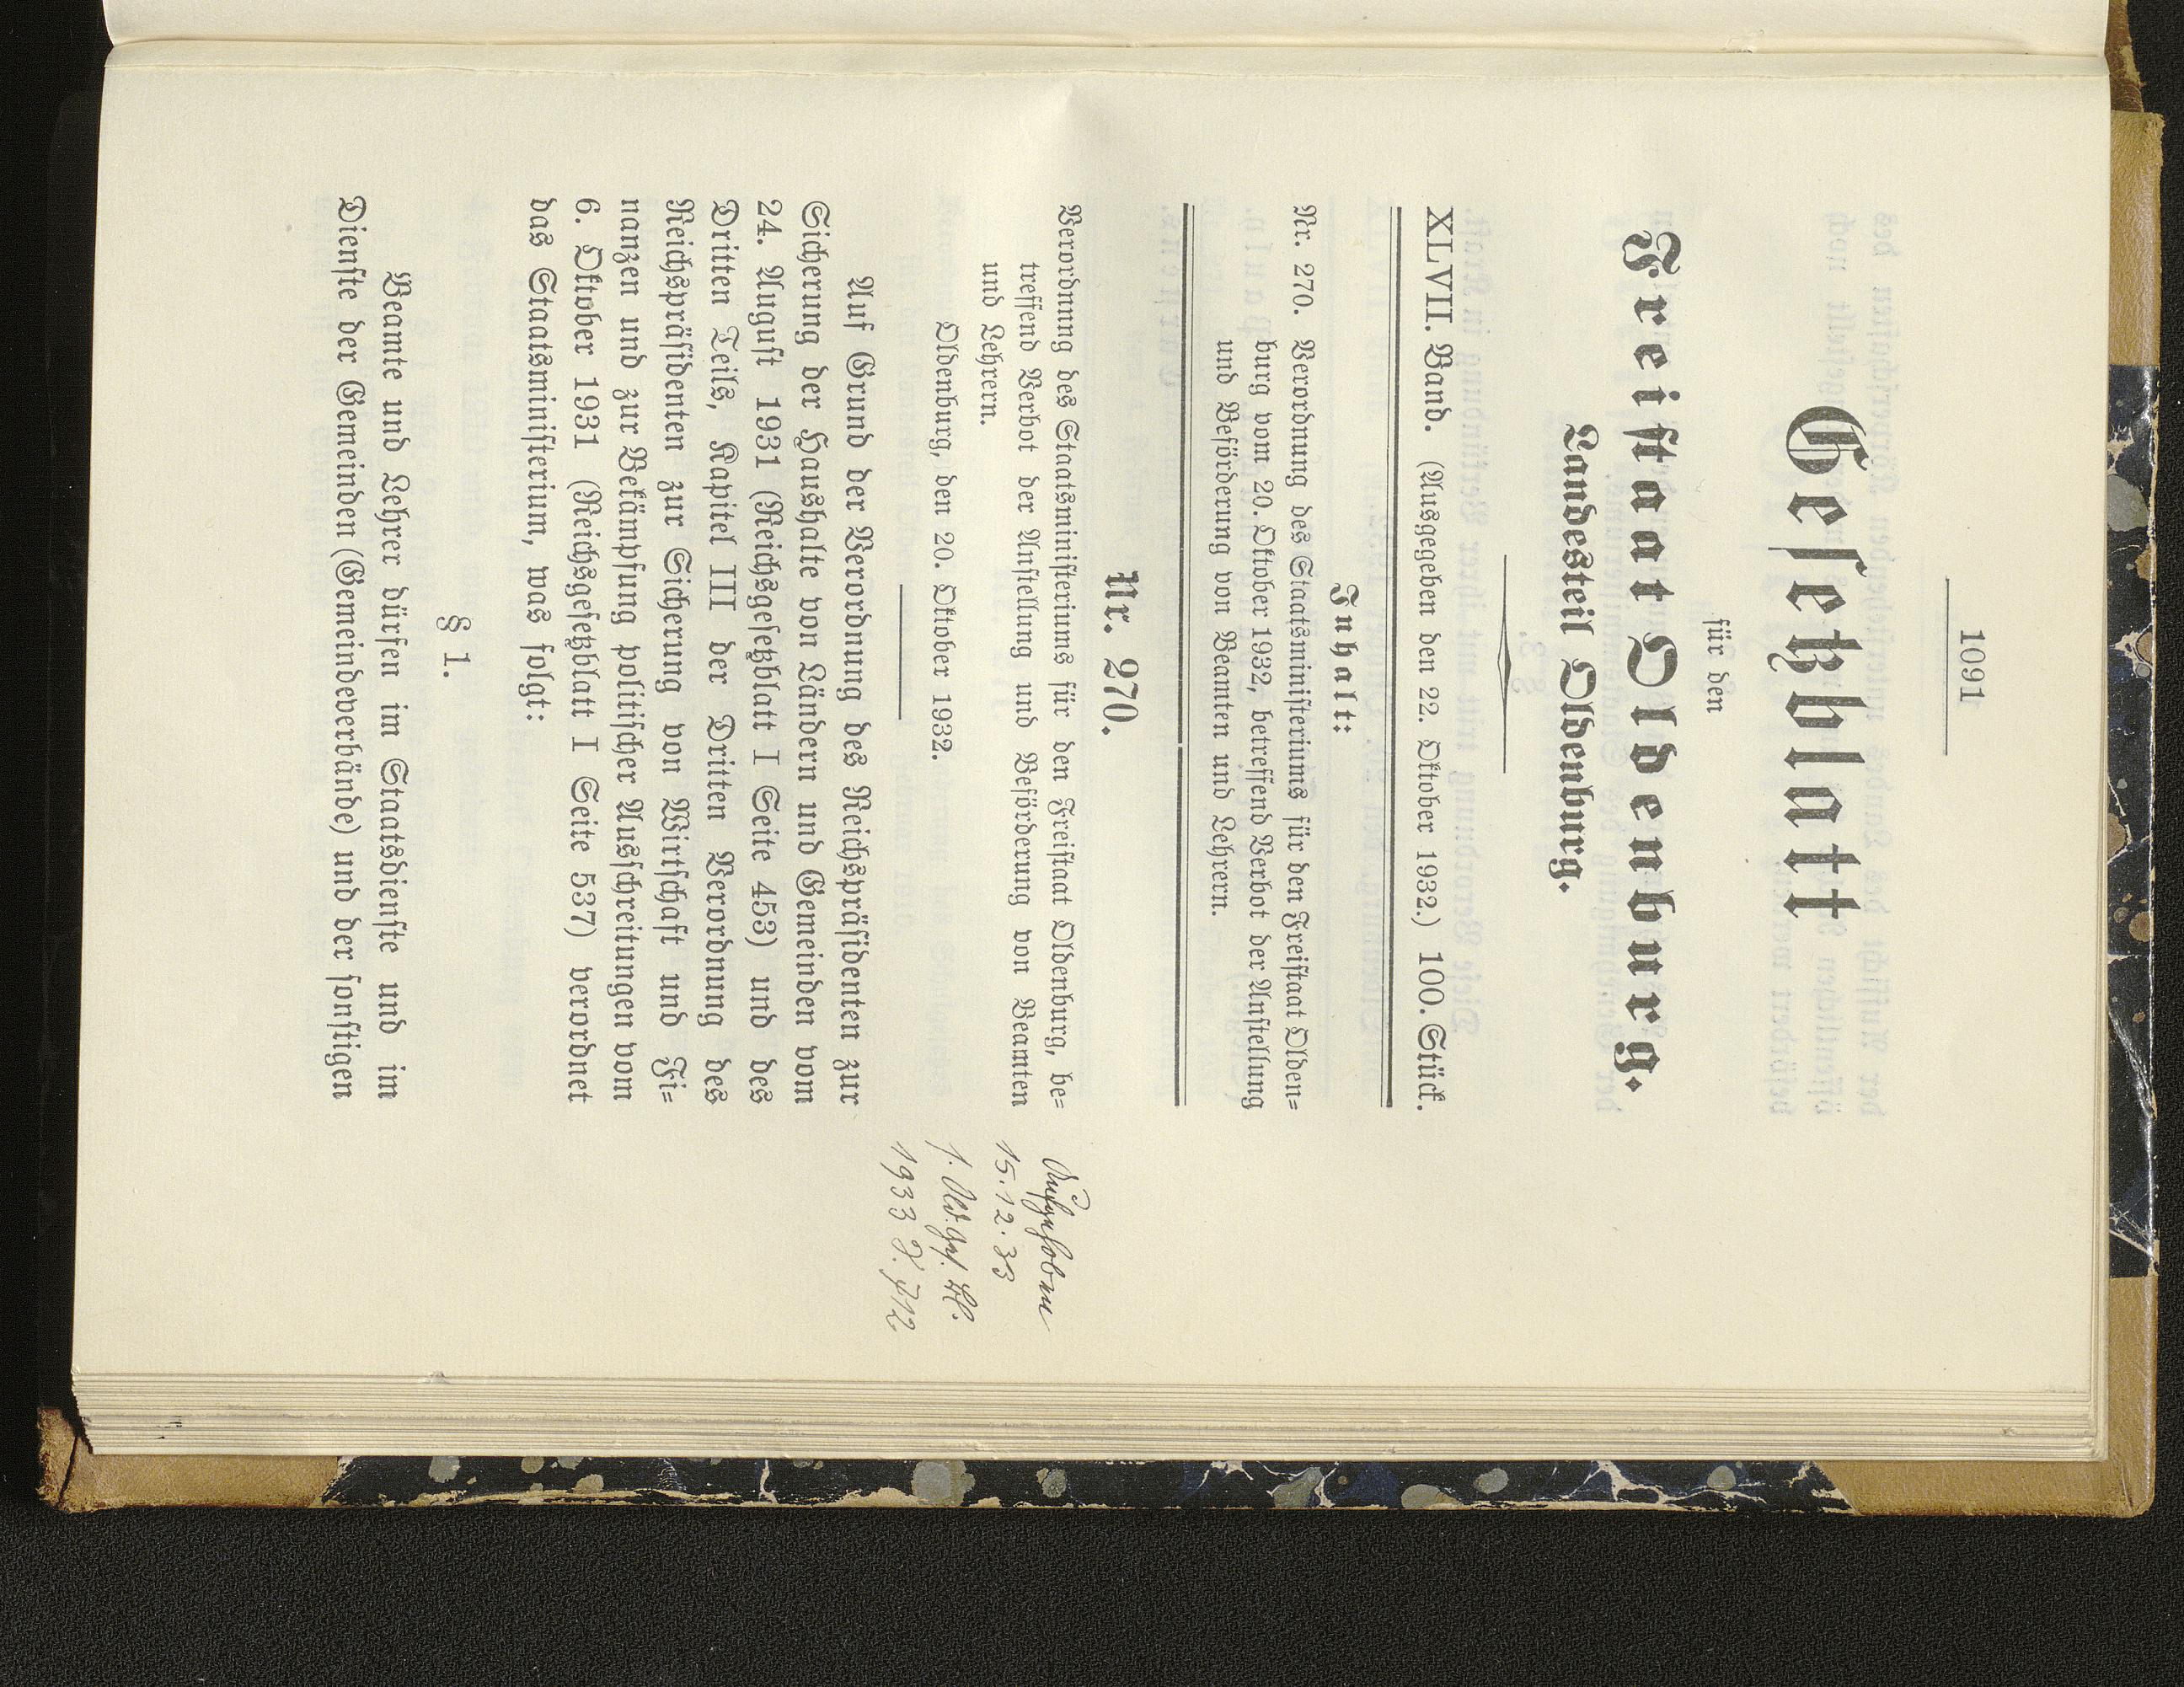 1091
Gesetzblatt
für den
Freistaat Oldenburg.
Landesteil Oldenburg.
XLVII. Band. (Ausgegeben den 22. Oktober 1932.) 100. Stück.
Inhalt:
Nr. 270. Verordnung des Staatsministeriums für den Freistaat Olden-
burg vom 20. Oktober 1932, betreffend Verbot der Anstellung
und Beförderung von Beamten und Lehrern.
Nr. 270.
Verordnung des Staatsministeriums für den Freistaat Oldenburg, be-
treffend Verbot der Anstellung und Beförderung von Beamten
und Lehrern.
Oldenburg, den 20. Oktober 1932.
Auf Grund der Verordnung des Reichspräsidenten zur
Sicherung der Haushalte von Ländern und Gemeinden vom
24. August 1931 (Reichsgesetzblatt I Seite 453) und des
Dritten Teils, Kapitel III der Dritten Verordnung des
Reichspräsidenten zur Sicherung von Wirtschaft und Fi-
nanzen und zur Bekämpfung politischer Ausschreitungen vom
6. Oktober 1931 (Reichsgesetzblatt I Seite 537) verordnet
das Staatsministerium, was folgt:
§ 1.
Beamte und Lehrer dürfen im Staatsdienste und im
Dienste der Gemeinden (Gemeindeverbände) und der sonstigen
Aufgehoben
15.12.33
1. Old. Ges. Bl.
1933 S. 712